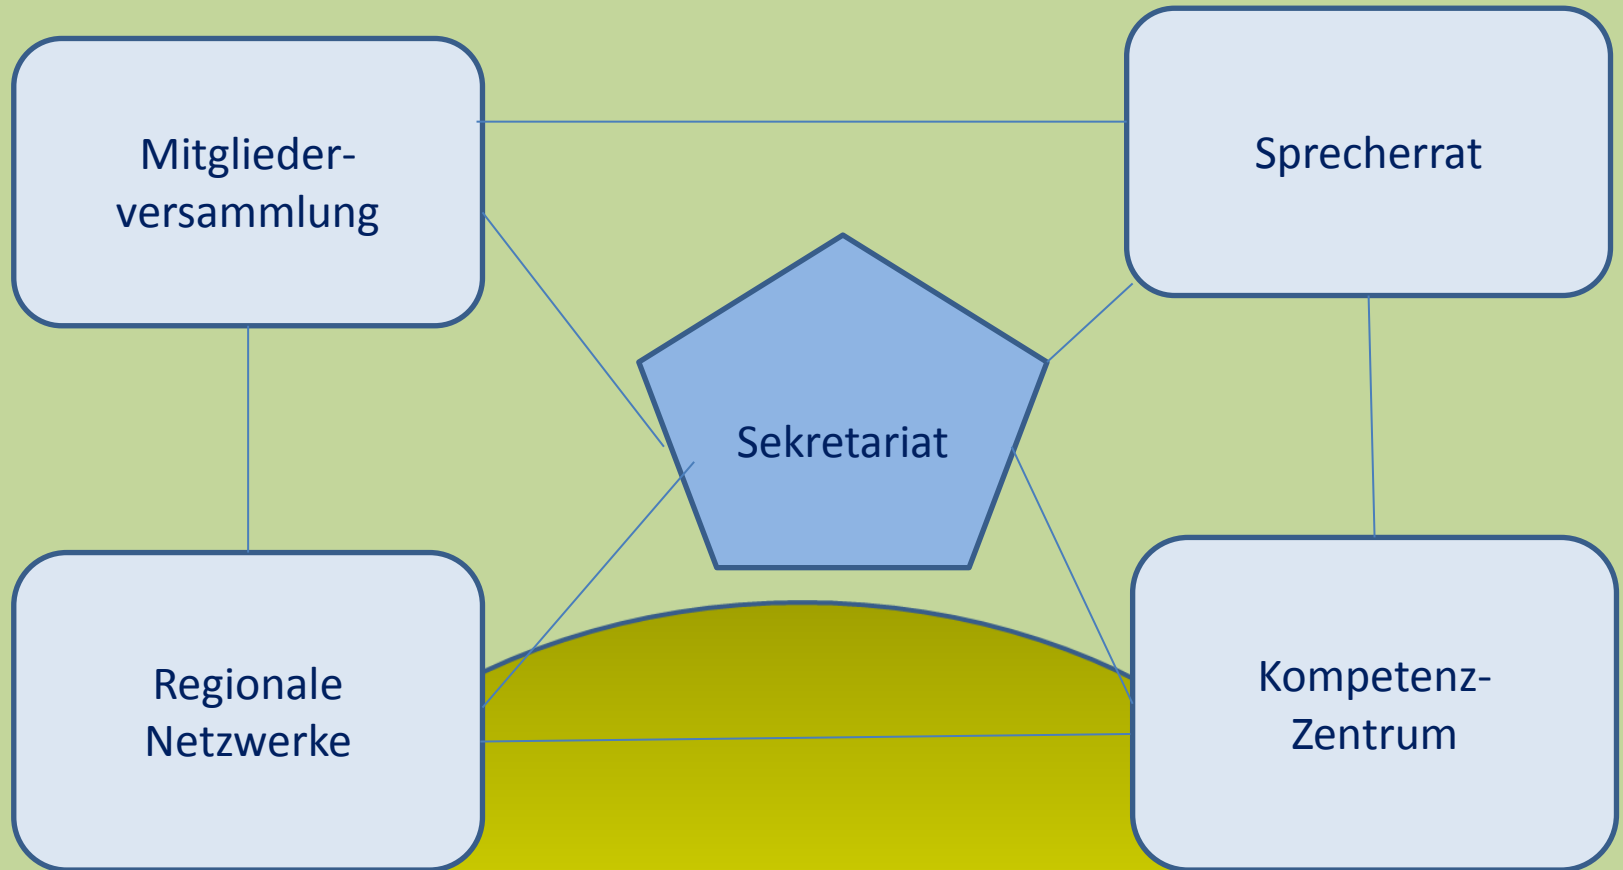 Mitglieder-
versammlung
Sprecherrat
Sekretariat
Regionale
Netzwerke
Kompetenz-
Zentrum